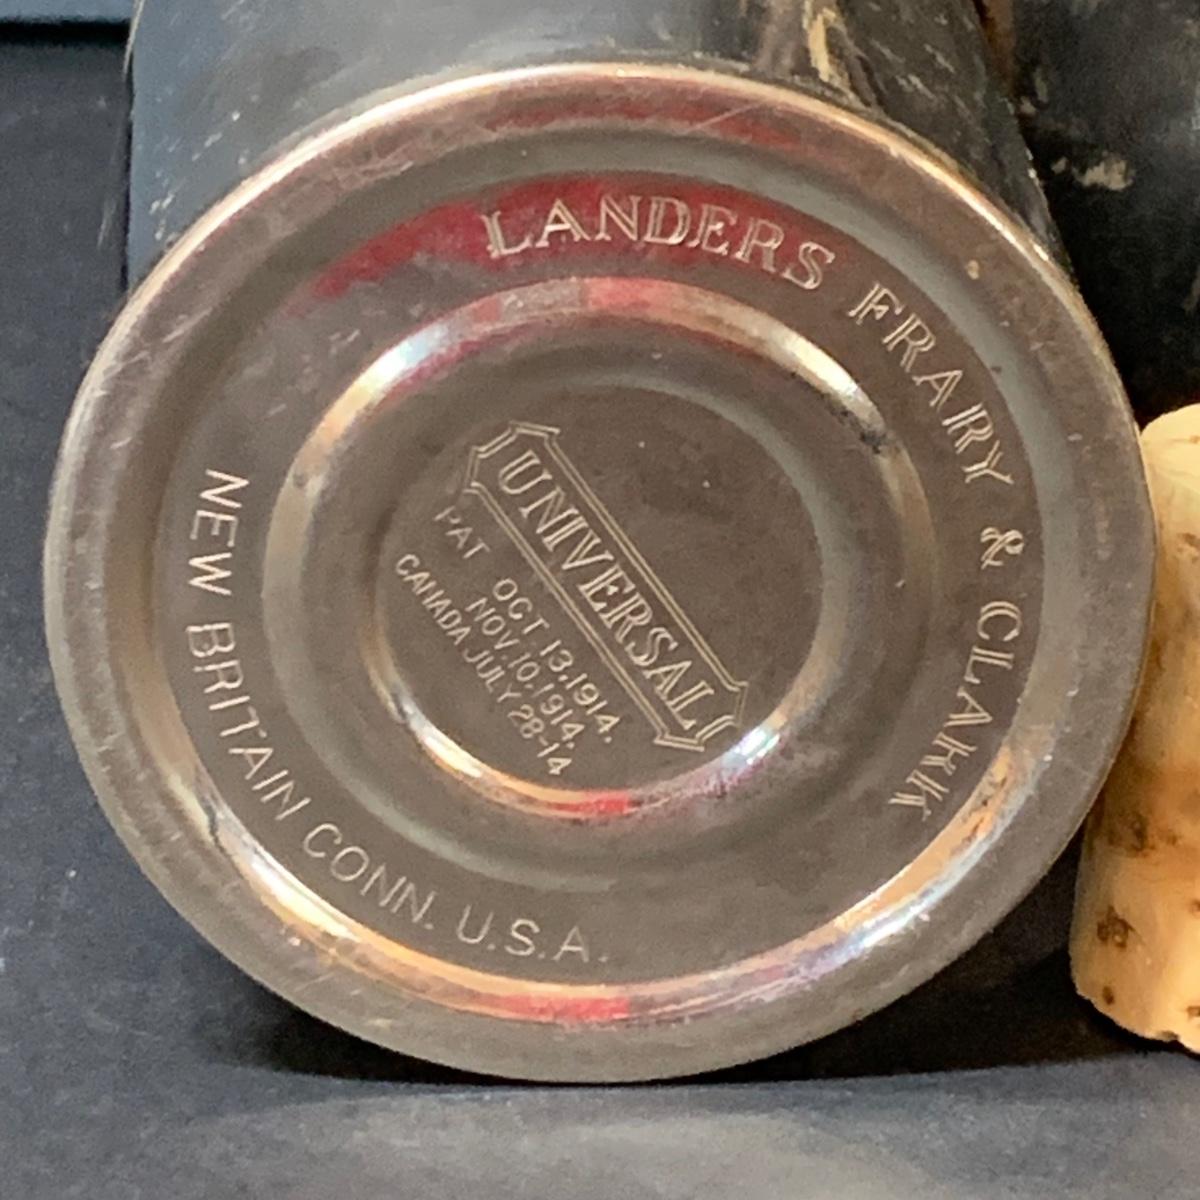 LANDERS FRARY & CLARK
UNIVERSAL
PAT OCT 13, 1914.
NOV. 10, 1914.
CANADA JULY 28-14
NEW BRITAIN CONN. U.S.A.